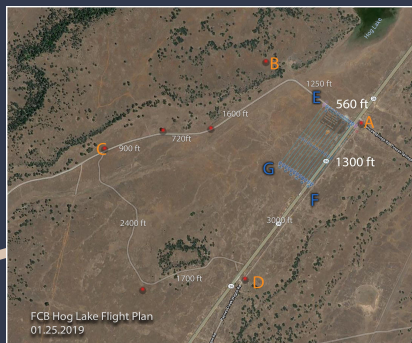 Hog Lake
B
1250 ft
E
560 ft
A
1600 ft
720ft
C
900 ft
1300 ft
G
F
2400 ft
3000 ft
D
1700 ft
FCB Hog Lake Flight Plan
01.25.2019